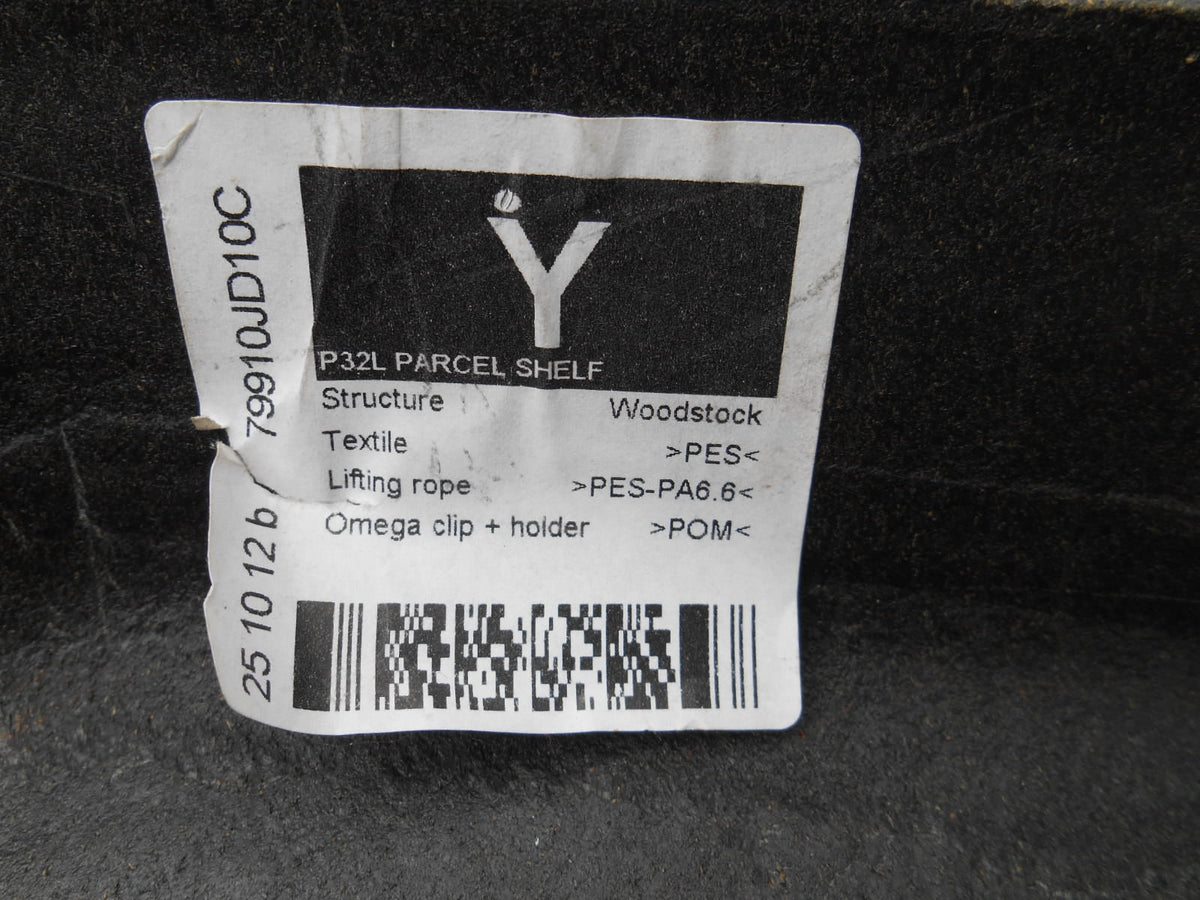 Y
P32L PARCEL SHELF
Structure Woodstock
Textile >PES<
Lifting rope >PES-PA6.6<
Omega clip + holder >POM<
25 10 12 b / 79910JD10C